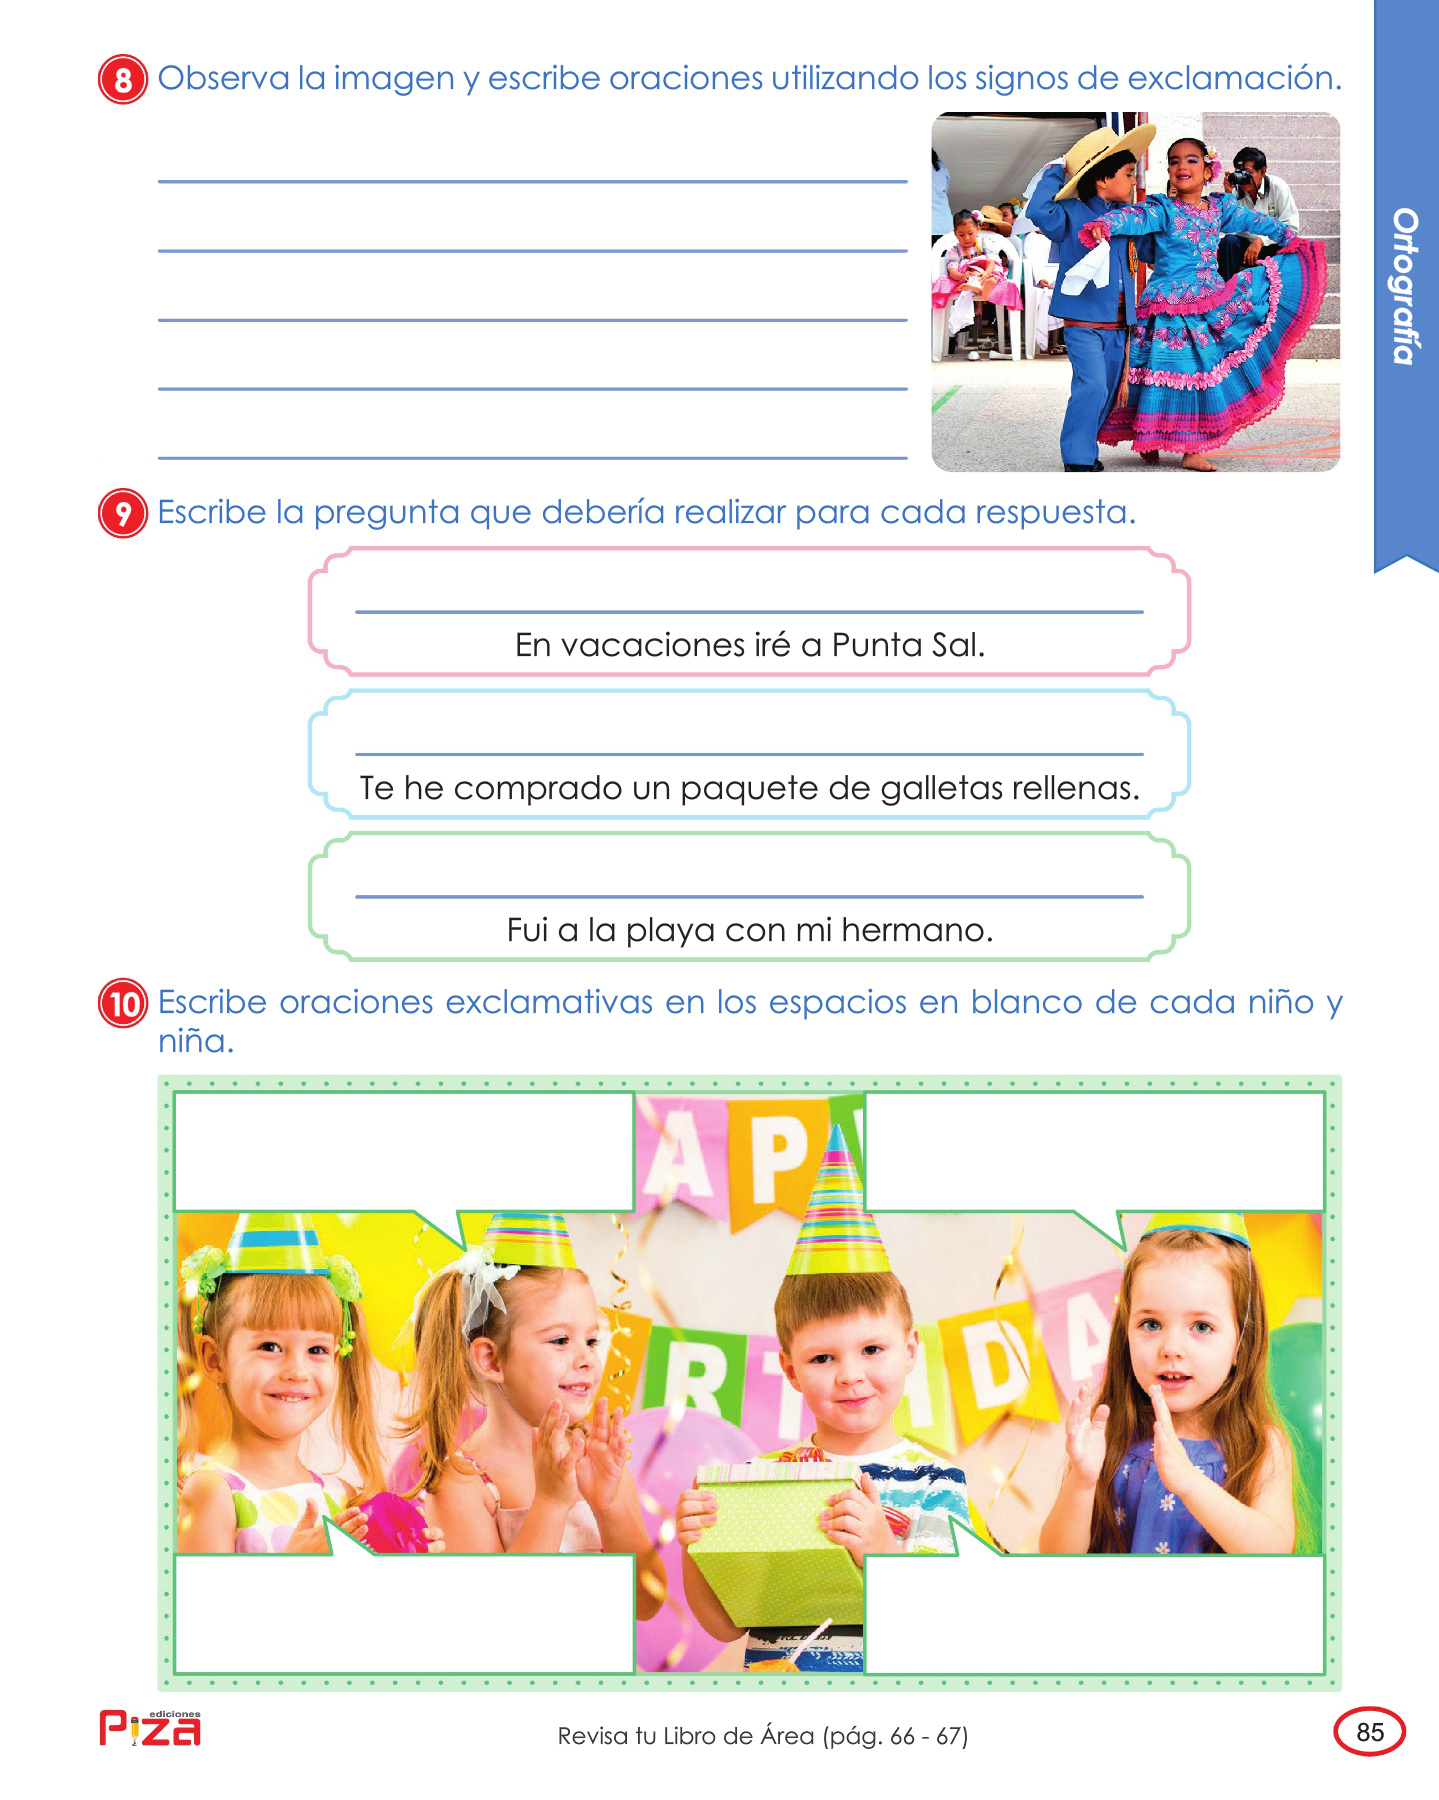 8 Observa la imagen y escribe oraciones utilizando los signos de exclamación.
Ortografía
9 Escribe la pregunta que debería realizar para cada respuesta.
En vacaciones iré a Punta Sal.
Te he comprado un paquete de galletas rellenas.
Fui a la playa con mi hermano.
10 Escribe oraciones exclamativas en los espacios en blanco de cada niño y
niña.
AP
RT
IDA
ediciones
Piza
Revisa tu Libro de Área (pág. 66 - 67)
85